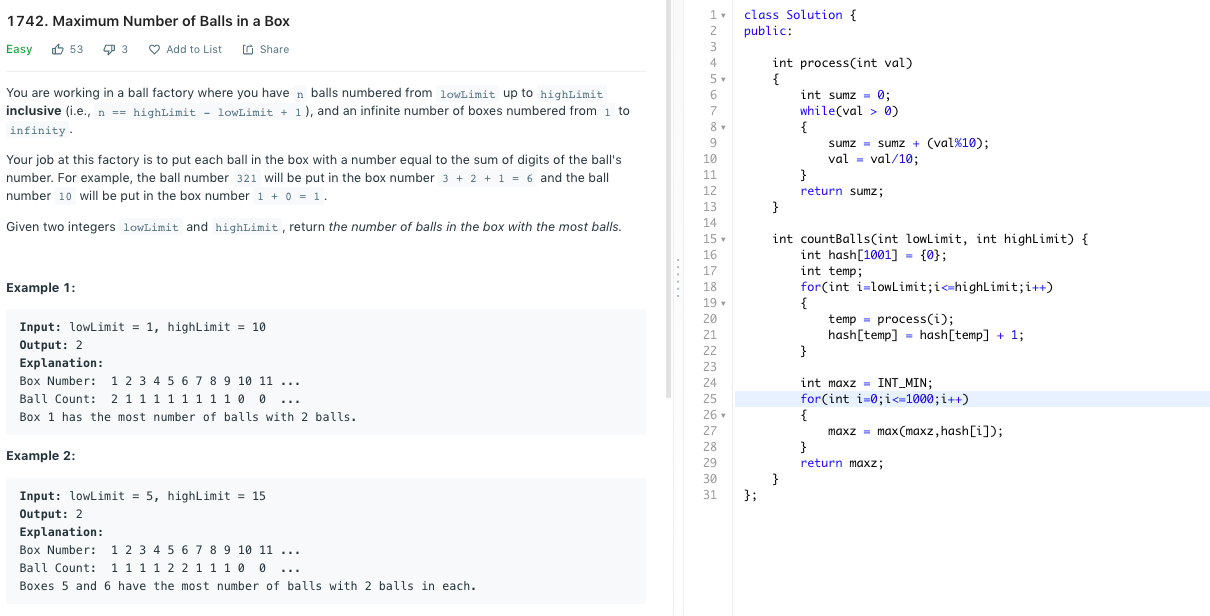 1742. Maximum Number of Balls in a Box
Easy 53 3 Add to List Share
You are working in a ball factory where you have n balls numbered from lowLimit up to highLimit
inclusive (i.e., n == highLimit - lowLimit + 1), and an infinite number of boxes numbered from 1 to
infinity.
Your job at this factory is to put each ball in the box with a number equal to the sum of digits of the ball's
number. For example, the ball number 321 will be put in the box number 3 + 2 + 1 = 6 and the ball
number 10 will be put in the box number 1 + 0 = 1.
Given two integers lowLimit and highLimit, return the number of balls in the box with the most balls.
Example 1:
Input: lowLimit = 1, highLimit = 10
Output: 2
Explanation:
Box Number:  1 2 3 4 5 6 7 8 9 10 11 ...
Ball Count:  2 1 1 1 1 1 1 1 1 0  0  ...
Box 1 has the most number of balls with 2 balls.
Example 2:
Input: lowLimit = 5, highLimit = 15
Output: 2
Explanation:
Box Number:  1 2 3 4 5 6 7 8 9 10 11 ...
Ball Count:  1 1 1 1 2 2 1 1 1 0  0  ...
Boxes 5 and 6 have the most number of balls with 2 balls in each.
1 class Solution {
2 public:
3
4     int process(int val)
5     {
6         int sumz = 0;
7         while(val > 0)
8         {
9             sumz = sumz + (val%10);
10             val = val/10;
11         }
12         return sumz;
13     }
14
15     int countBalls(int lowLimit, int highLimit) {
16         int hash[1001] = {0};
17         int temp;
18         for(int i=lowLimit;i<=highLimit;i++)
19         {
20             temp = process(i);
21             hash[temp] = hash[temp] + 1;
22         }
23
24         int maxz = INT_MIN;
25         for(int i=0;i<=1000;i++)
26         {
27             maxz = max(maxz,hash[i]);
28         }
29         return maxz;
30     }
31 };